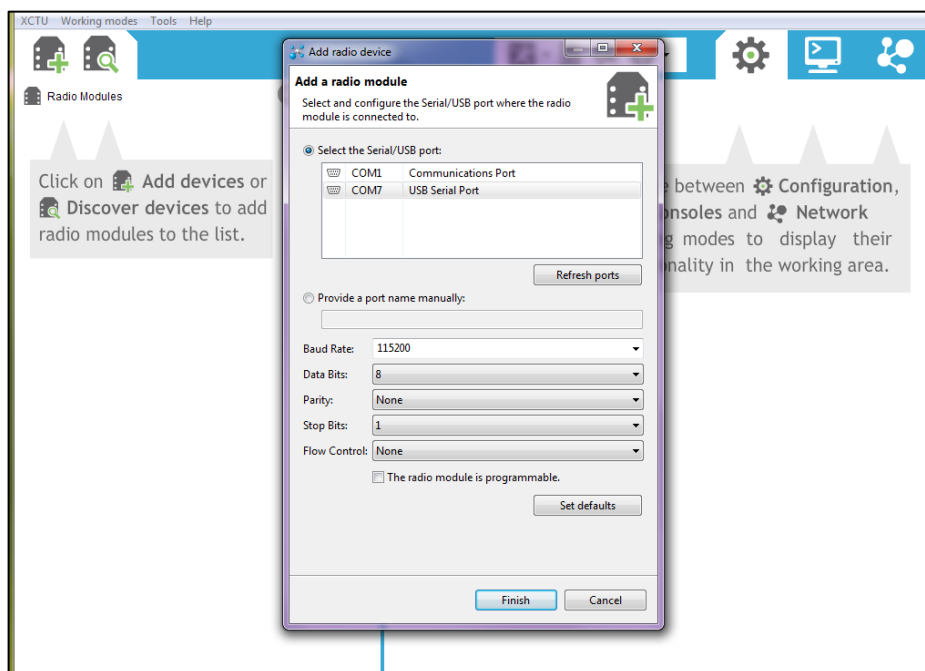 XCTU Working modes Tools Help
Add radio device
Radio Modules
Add a radio module
Select and configure the Serial/USB port where the radio
module is connected to.
Click on Add devices or
Discover devices to add
radio modules to the list.
Select the Serial/USB port:
COM1 Communications Port
COM7 USB Serial Port
Refresh ports
Provide a port name manually:
Baud Rate: 115200
Data Bits: 8
Parity: None
Stop Bits: 1
Flow Control: None
The radio module is programmable.
Set defaults
Finish Cancel
between Configuration,
and Network
modes to display their
in the working area.